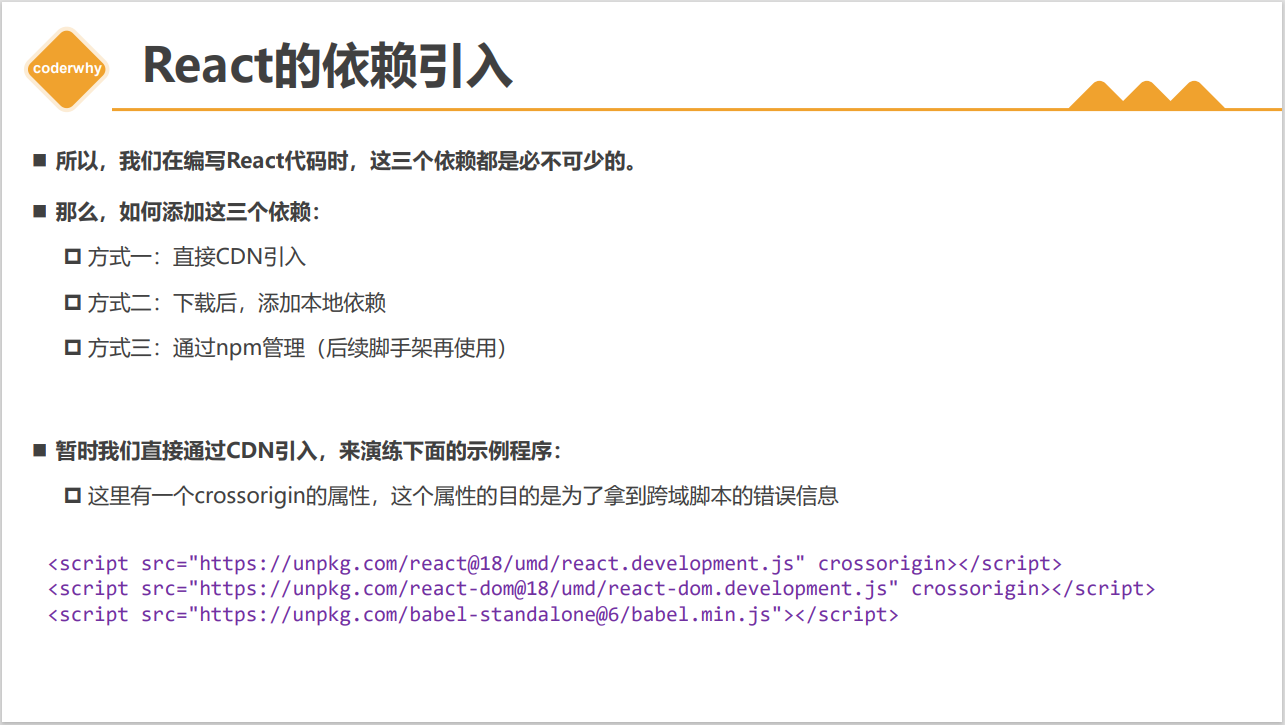 coderwhy
React的依赖引入
所以，我们在编写React代码时，这三个依赖都是必不可少的。
那么，如何添加这三个依赖：
方式一：直接CDN引入
方式二：下载后，添加本地依赖
方式三：通过npm管理（后续脚手架再使用）
暂时我们直接通过CDN引入，来演练下面的示例程序：
这里有一个crossorigin的属性，这个属性的目的是为了拿到跨域脚本的错误信息
<script src="https://unpkg.com/react@18/umd/react.development.js" crossorigin></script>
<script src="https://unpkg.com/react-dom@18/umd/react-dom.development.js" crossorigin></script>
<script src="https://unpkg.com/babel-standalone@6/babel.min.js"></script>